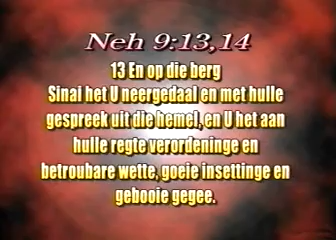 Neh 9:13,14
13 En op die berg
Sinai het U neergedaal en met hulle
gespreek uit die hemel, en U het aan
hulle regte verordeninge en
betroubare wette, goeie insettinge en
gebooie gegee.